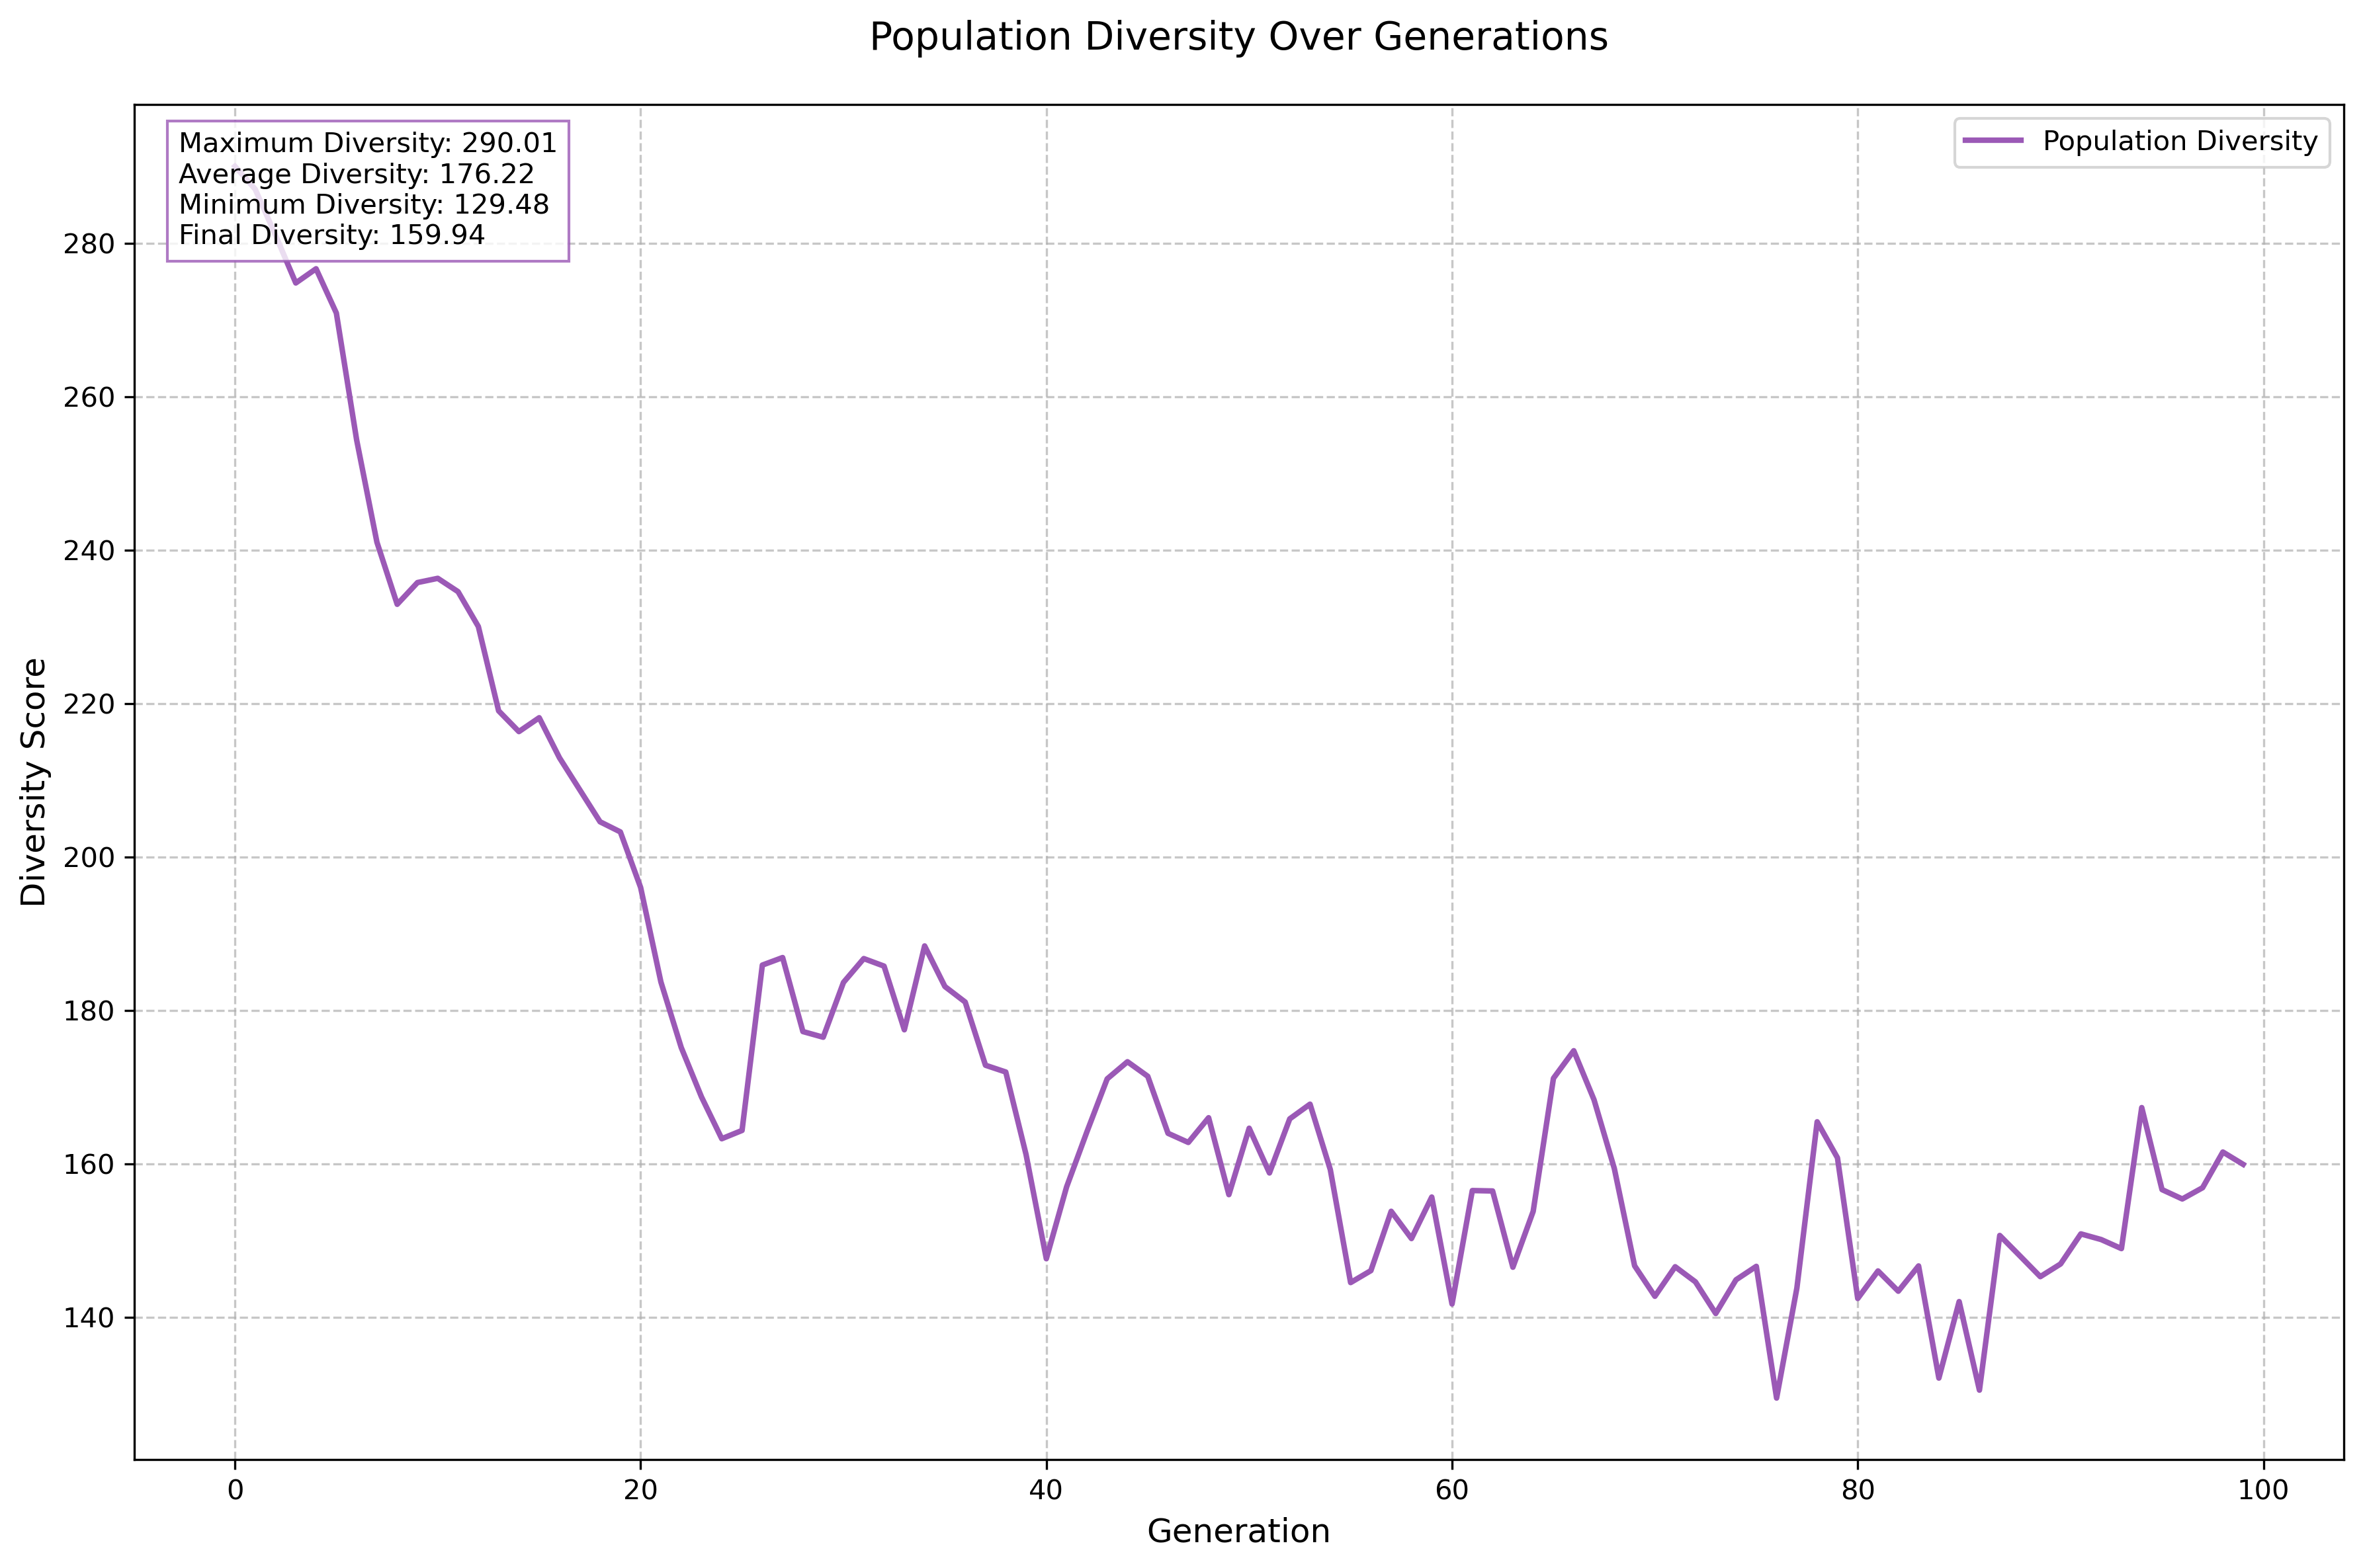 Population Diversity Over Generations
Maximum Diversity: 290.01
Average Diversity: 176.22
Minimum Diversity: 129.48
Final Diversity: 159.94
Population Diversity
Diversity Score
280
260
240
220
200
180
160
140
0
20
40
60
80
100
Generation